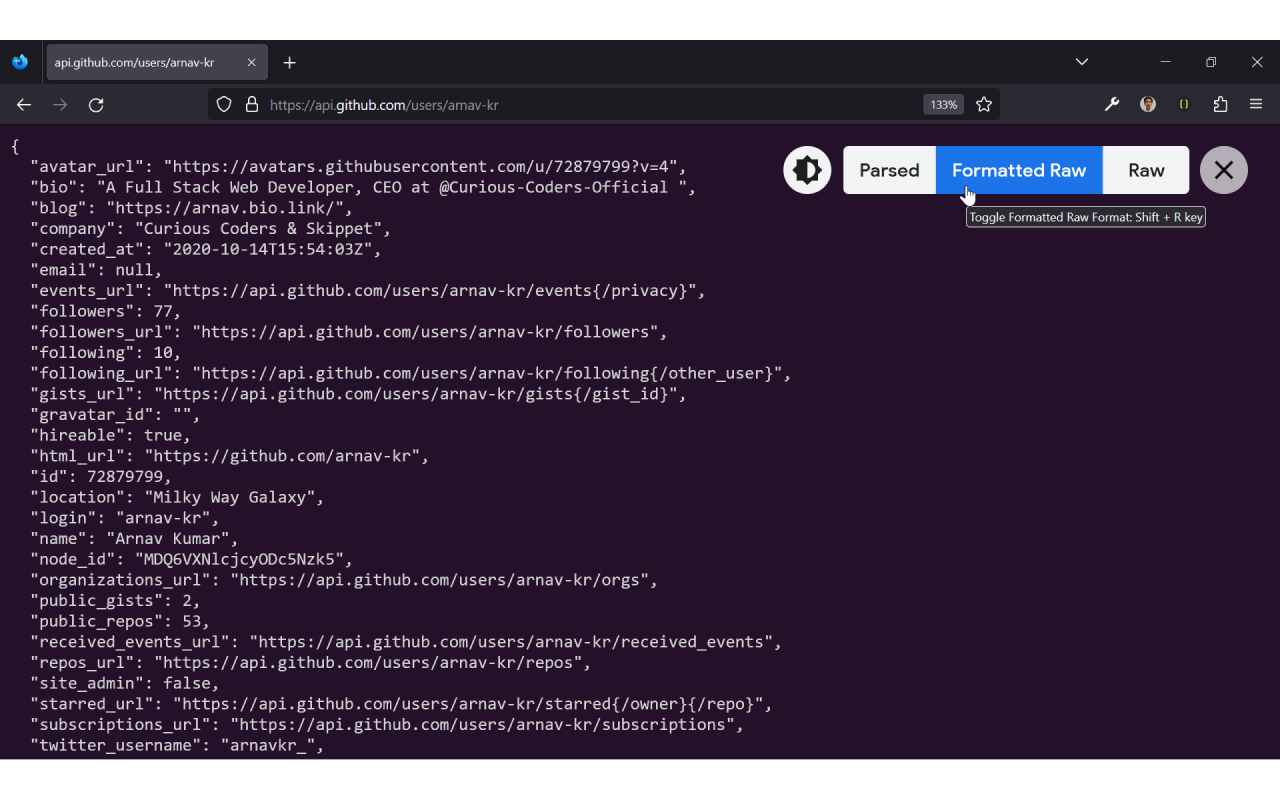 api.github.com/users/arnav-kr
https://api.github.com/users/arnav-kr
133%
{
"avatar_url": "https://avatars.githubusercontent.com/u/72879799?v=4",
"bio": "A Full Stack Web Developer, CEO at @Curious-Coders-Official ",
"blog": "https://arnav.bio.link/",
"company": "Curious Coders & Skippet",
"created_at": "2020-10-14T15:54:03Z",
"email": null,
"events_url": "https://api.github.com/users/arnav-kr/events{/privacy}",
"followers": 77,
"followers_url": "https://api.github.com/users/arnav-kr/followers",
"following": 10,
"following_url": "https://api.github.com/users/arnav-kr/following{/other_user}",
"gists_url": "https://api.github.com/users/arnav-kr/gists{/gist_id}",
"gravatar_id": "",
"hireable": true,
"html_url": "https://github.com/arnav-kr",
"id": 72879799,
"location": "Milky Way Galaxy",
"login": "arnav-kr",
"name": "Arnav Kumar",
"node_id": "MDQ6VXNlcjcyODc5Nzk5",
"organizations_url": "https://api.github.com/users/arnav-kr/orgs",
"public_gists": 2,
"public_repos": 53,
"received_events_url": "https://api.github.com/users/arnav-kr/received_events",
"repos_url": "https://api.github.com/users/arnav-kr/repos",
"site_admin": false,
"starred_url": "https://api.github.com/users/arnav-kr/starred{/owner}{/repo}",
"subscriptions_url": "https://api.github.com/users/arnav-kr/subscriptions",
"twitter_username": "arnavkr_",
Parsed
Formatted Raw
Raw
Toggle Formatted Raw Format: Shift + R key